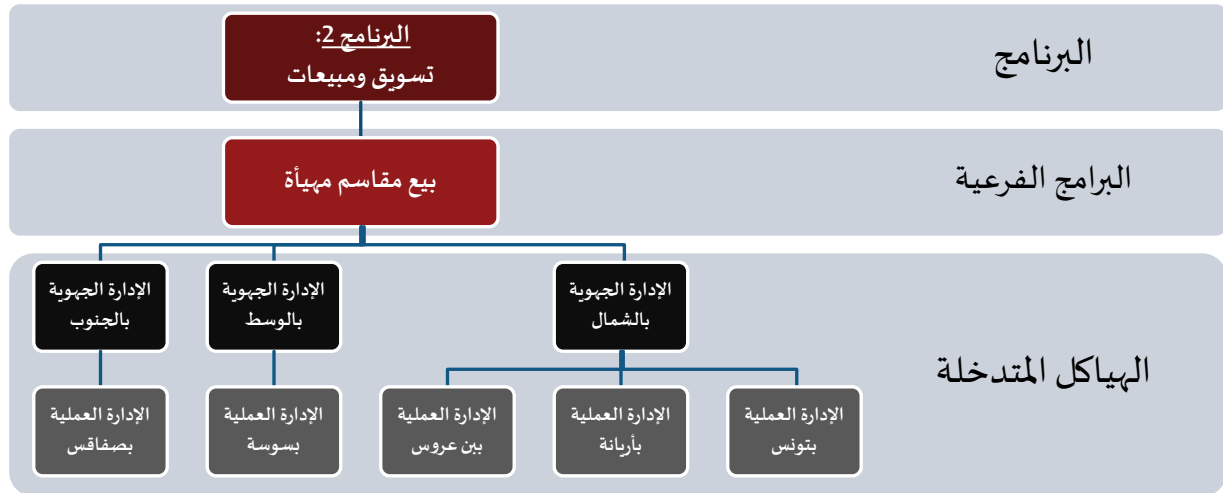 البرنامج
البرنامج 2:
تسويق ومبيعات
البرامج الفرعية
بيع مقاسم مهيأة
الهياكل المتدخلة
الإدارة الجهوية
بالشمال
الإدارة الجهوية
بالوسط
الإدارة الجهوية
بالجنوب
الإدارة العملية
بتونس
الإدارة العملية
بأريانة
الإدارة العملية
ببن عروس
الإدارة العملية
بسوسة
الإدارة العملية
بصفاقس